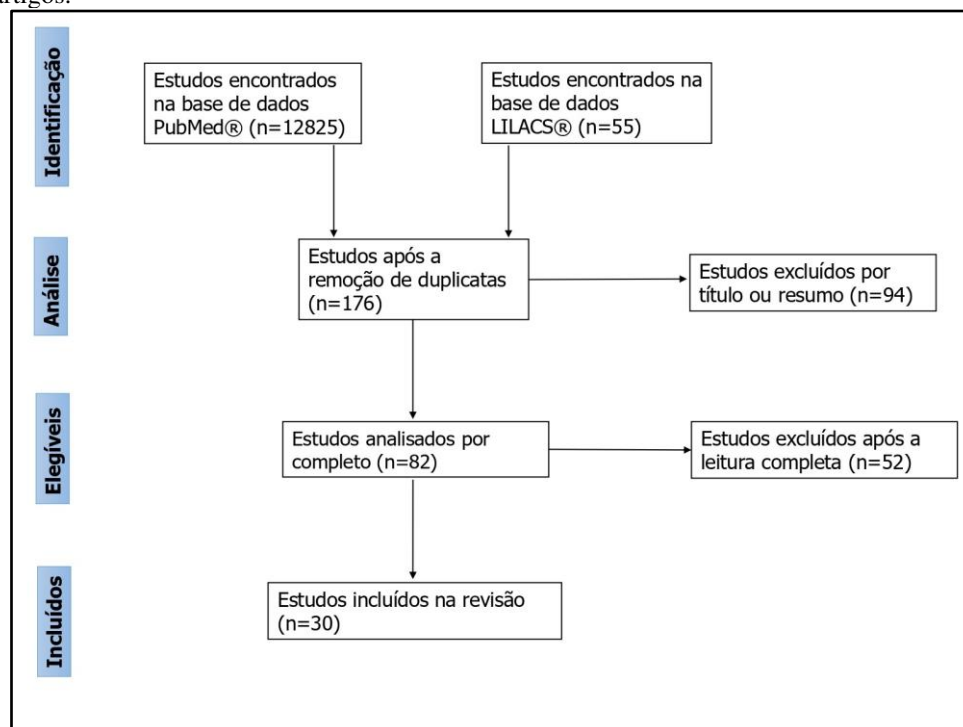 artigos.
Identificação
Estudos encontrados
na base de dados
PubMed® (n=12825)
Estudos encontrados na
base de dados
LILACS® (n=55)
Análise
Estudos após a
remoção de duplicatas
(n=176)
Estudos excluídos por
título ou resumo (n=94)
Elegíveis
Estudos analisados por
completo (n=82)
Estudos excluídos após a
leitura completa (n=52)
Incluídos
Estudos incluídos na revisão
(n=30)